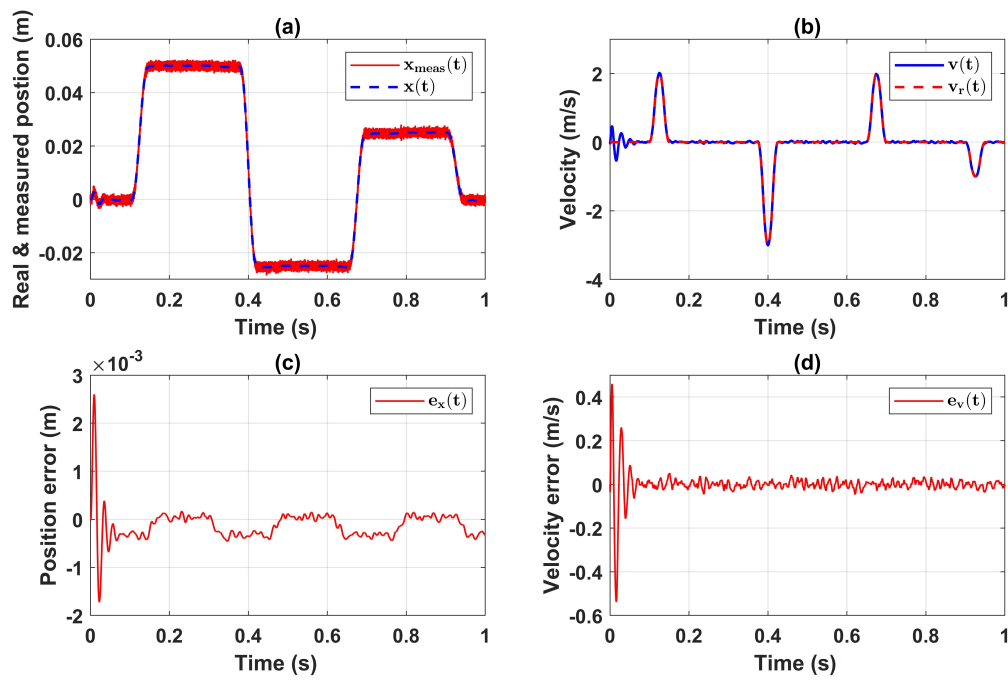 (a)
Real & measured postion (m)
0.06
0.04
0.02
0
-0.02
x_meas(t)
x(t)
0 0.2 0.4 0.6 0.8 1
Time (s)
(b)
Velocity (m/s)
2
0
-2
-4
v(t)
v_r(t)
0 0.2 0.4 0.6 0.8 1
Time (s)
(c)
×10^-3
Position error (m)
3
2
1
0
-1
-2
e_x(t)
0 0.2 0.4 0.6 0.8 1
Time (s)
(d)
Velocity error (m/s)
0.4
0.2
0
-0.2
-0.4
-0.6
e_v(t)
0 0.2 0.4 0.6 0.8 1
Time (s)